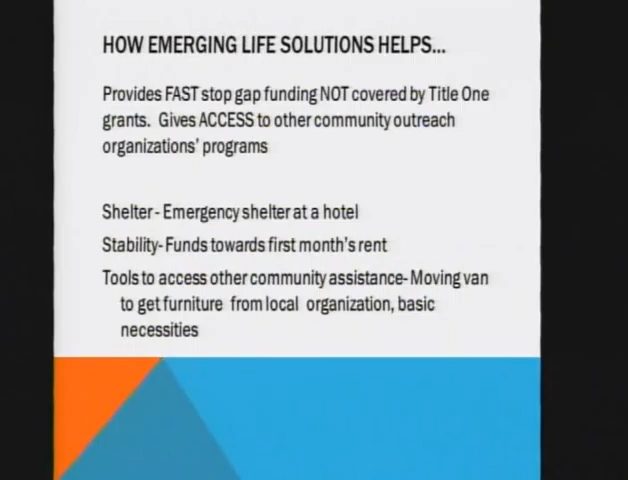 HOW EMERGING LIFE SOLUTIONS HELPS...
Provides FAST stop gap funding NOT covered by Title One
grants.  Gives ACCESS to other community outreach
organizations' programs
Shelter - Emergency shelter at a hotel
Stability- Funds towards first month's rent
Tools to access other community assistance- Moving van
to get furniture  from local  organization, basic
necessities